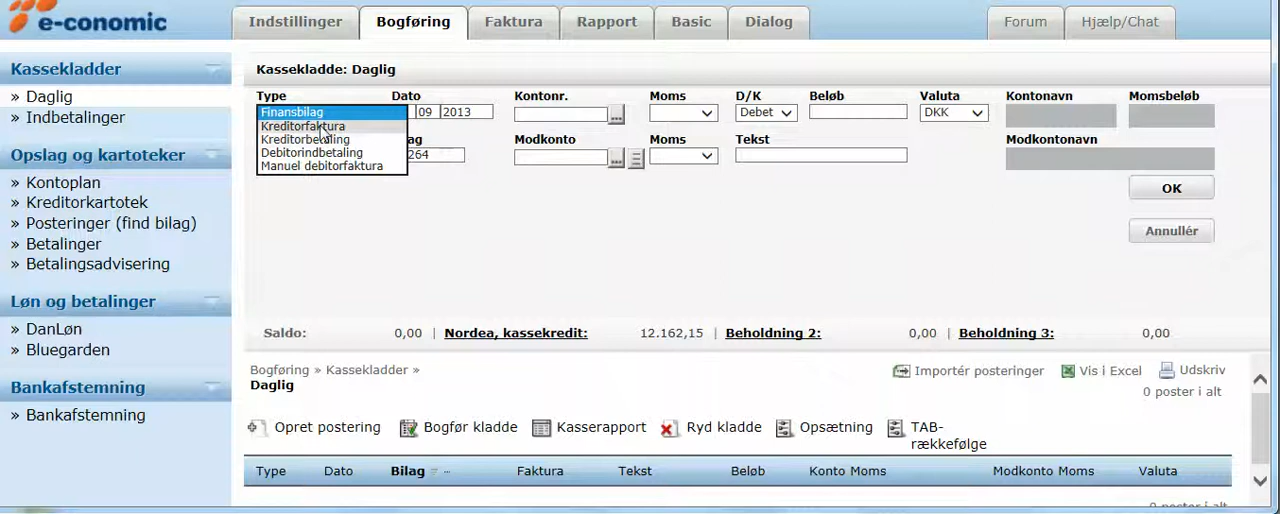 e-conomic
Indstillinger
Bogføring
Faktura
Rapport
Basic
Dialog
Forum
Hjælp/Chat
Kassekladder
» Daglig
» Indbetalinger
Opslag og kartoteker
» Kontoplan
» Kreditorkartotek
» Posteringer (find bilag)
» Betalinger
» Betalingsadvisering
Løn og betalinger
» DanLøn
» Bluegarden
Bankafstemning
» Bankafstemning
Kassekladde: Daglig
Type Dato Kontonr. Moms D/K Beløb Valuta Kontonavn Momsbeløb
Finansbilag 09 2013 ... Debet DKK
Kreditorfaktura
Kreditorbetaling
Debitorindbetaling
Manuel debitorfaktura
Modkonto Moms Tekst Modkontonavn
264 ...
OK
Annullér
Saldo: 0,00 | Nordea, kassekredit: 12.162,15 | Beholdning 2: 0,00 | Beholdning 3: 0,00
Bogføring » Kassekladder »
Daglig
Importér posteringer Vis i Excel Udskriv
0 poster i alt
Opret postering Bogfør kladde Kasserapport Ryd kladde Opsætning TAB-
rækkefølge
Type Dato Bilag Faktura Tekst Beløb Konto Moms Modkonto Moms Valuta
0 poster i alt